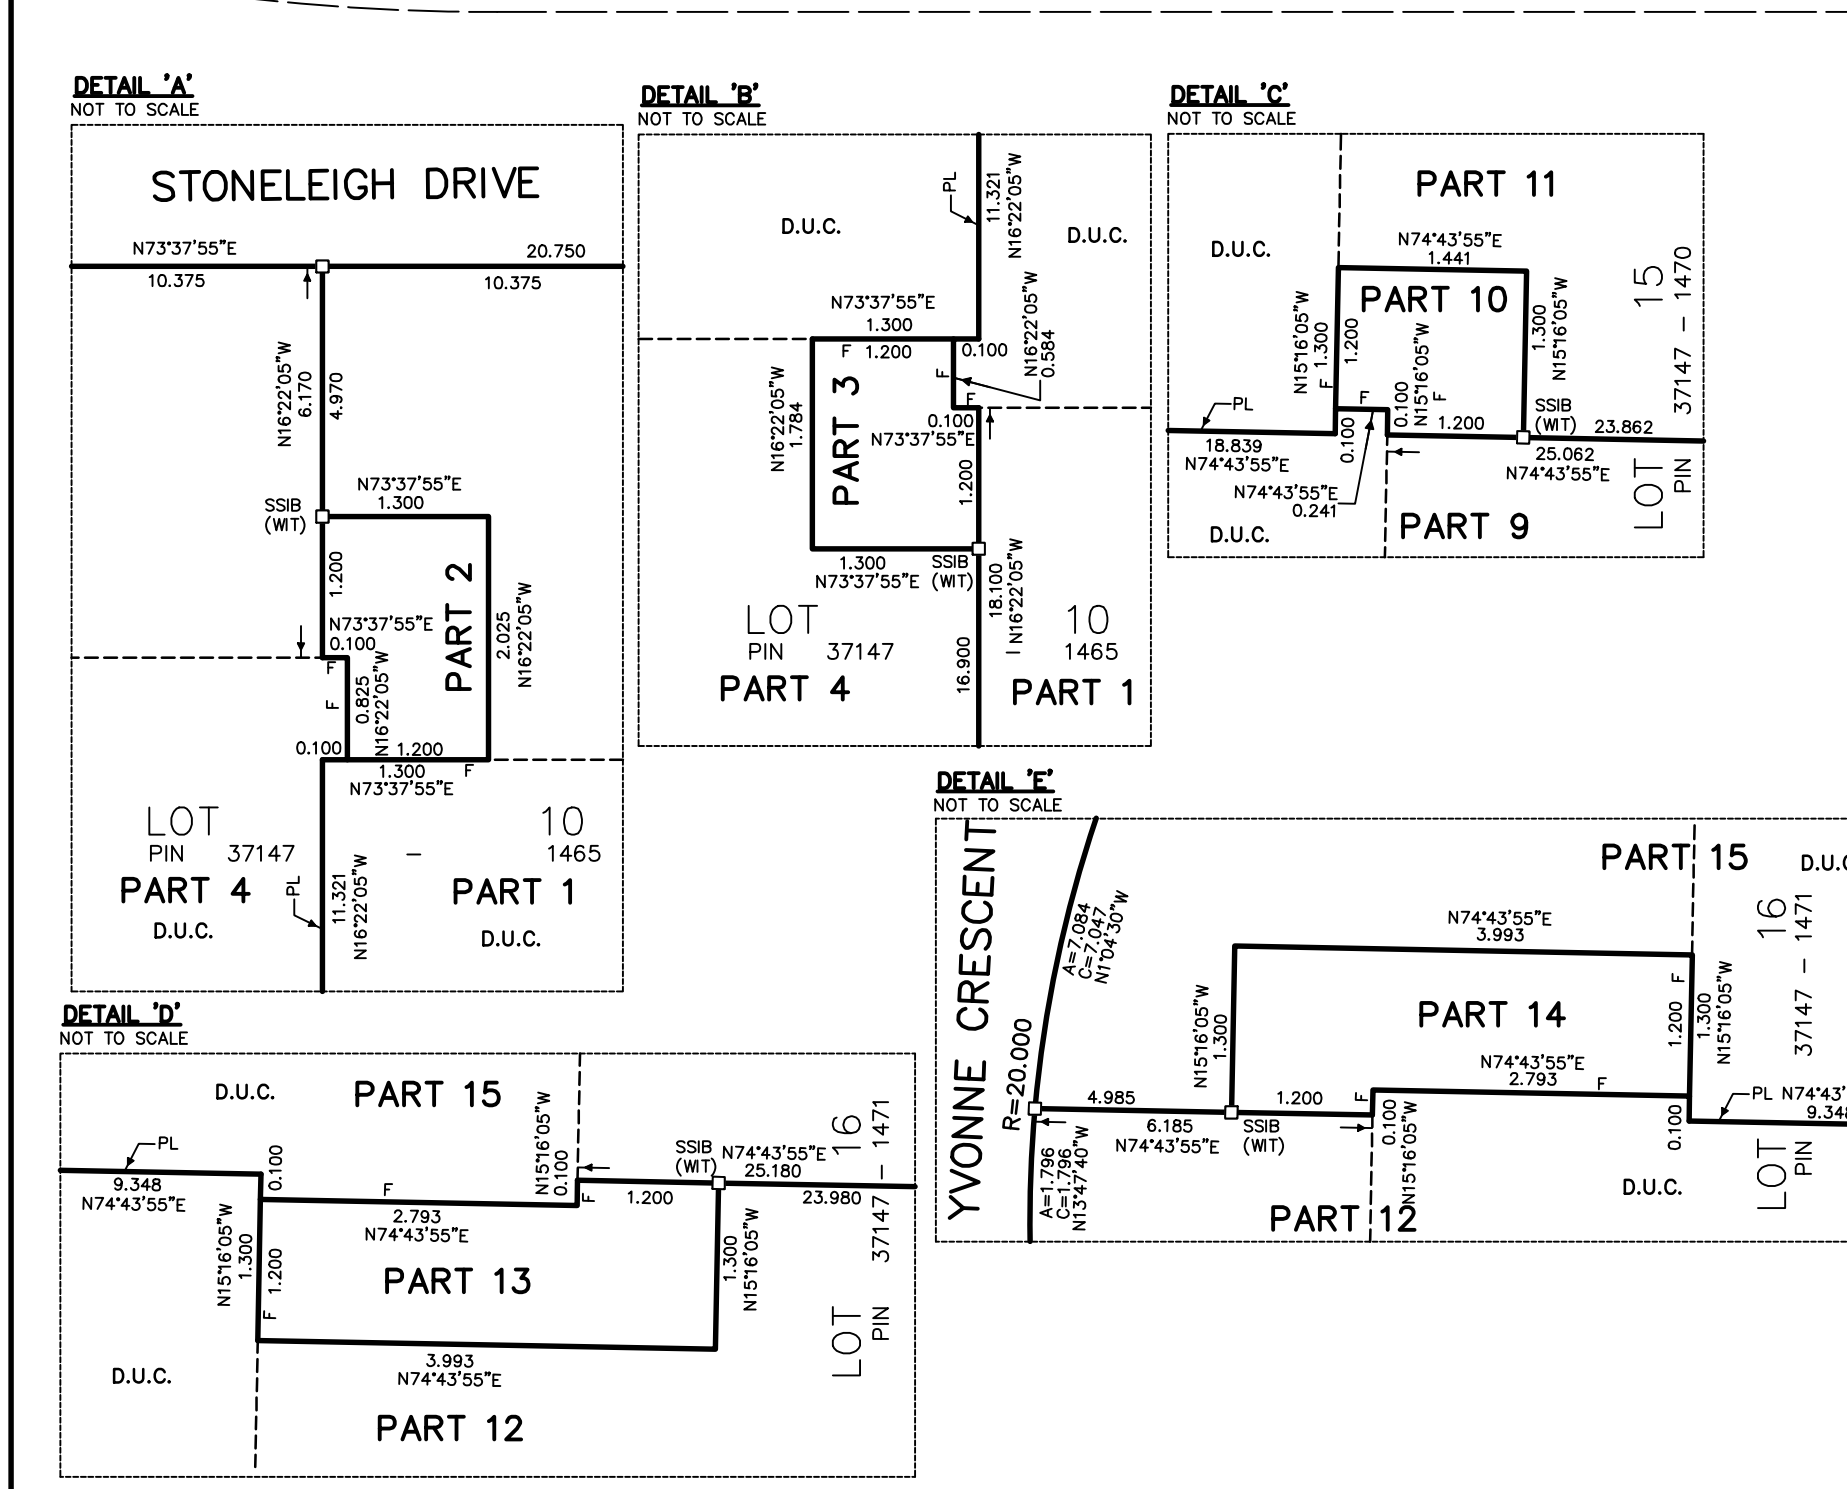 DETAIL 'A'
NOT TO SCALE
STONELEIGH DRIVE
N73°37'55"E
20.750
10.375
10.375
N16°22'05"W
6.170
4.970
N73°37'55"E
1.300
SSIB
(WIT)
1.200
N73°37'55"E
0.100
F
PART 2
2.025
N16°22'05"W
F
0.825
N16°22'05"W
0.100
1.200
1.300
F
N73°37'55"E
LOT 10
PIN 37147 – 1465
PART 4
PART 1
D.U.C.
D.U.C.
PL
11.321
N16°22'05"W
DETAIL 'B'
NOT TO SCALE
D.U.C.
PL
11.321
N16°22'05"W
D.U.C.
N73°37'55"E
1.300
F
1.200
0.100
N16°22'05"W
0.584
F
F
0.100
N73°37'55"E
N16°22'05"W
1.784
PART 3
1.200
1.300
N73°37'55"E
SSIB
(WIT)
18.100
N16°22'05"W
16.900
LOT 10
PIN 37147 – 1465
PART 4
PART 1
DETAIL 'C'
NOT TO SCALE
PART 11
D.U.C.
N74°43'55"E
1.441
PART 10
N15°16'05"W
1.300
F
1.200
F
0.100
N15°16'05"W
F
1.300
N15°16'05"W
PL
18.839
N74°43'55"E
0.100
1.200
SSIB
(WIT)
23.862
25.062
N74°43'55"E
N74°43'55"E
0.241
D.U.C.
PART 9
LOT 15
PIN 37147 – 1470
DETAIL 'D'
NOT TO SCALE
D.U.C.
PART 15
PL
9.348
N74°43'55"E
0.100
F
2.793
N74°43'55"E
N15°16'05"W
0.100
F
1.200
SSIB
(WIT)
N74°43'55"E
25.180
23.980
N15°16'05"W
1.300
1.200
F
PART 13
1.300
N15°16'05"W
3.993
N74°43'55"E
D.U.C.
PART 12
LOT 16
PIN 37147 – 1471
DETAIL 'E'
NOT TO SCALE
YVONNE CRESCENT
R=20.000
A=7.084
C=7.047
N1°04'30"W
PART 15
D.U.C
N74°43'55"E
3.993
N15°16'05"W
1.300
PART 14
F
1.200
1.300
N15°16'05"W
N74°43'55"E
2.793
F
4.985
6.185
N74°43'55"E
1.200
SSIB
(WIT)
F
0.100
N15°16'05"W
0.100
PL
N74°43'
9.348
A=1.796
C=1.796
N13°47'40"W
PART 12
D.U.C.
LOT 16
PIN 37147 – 1471